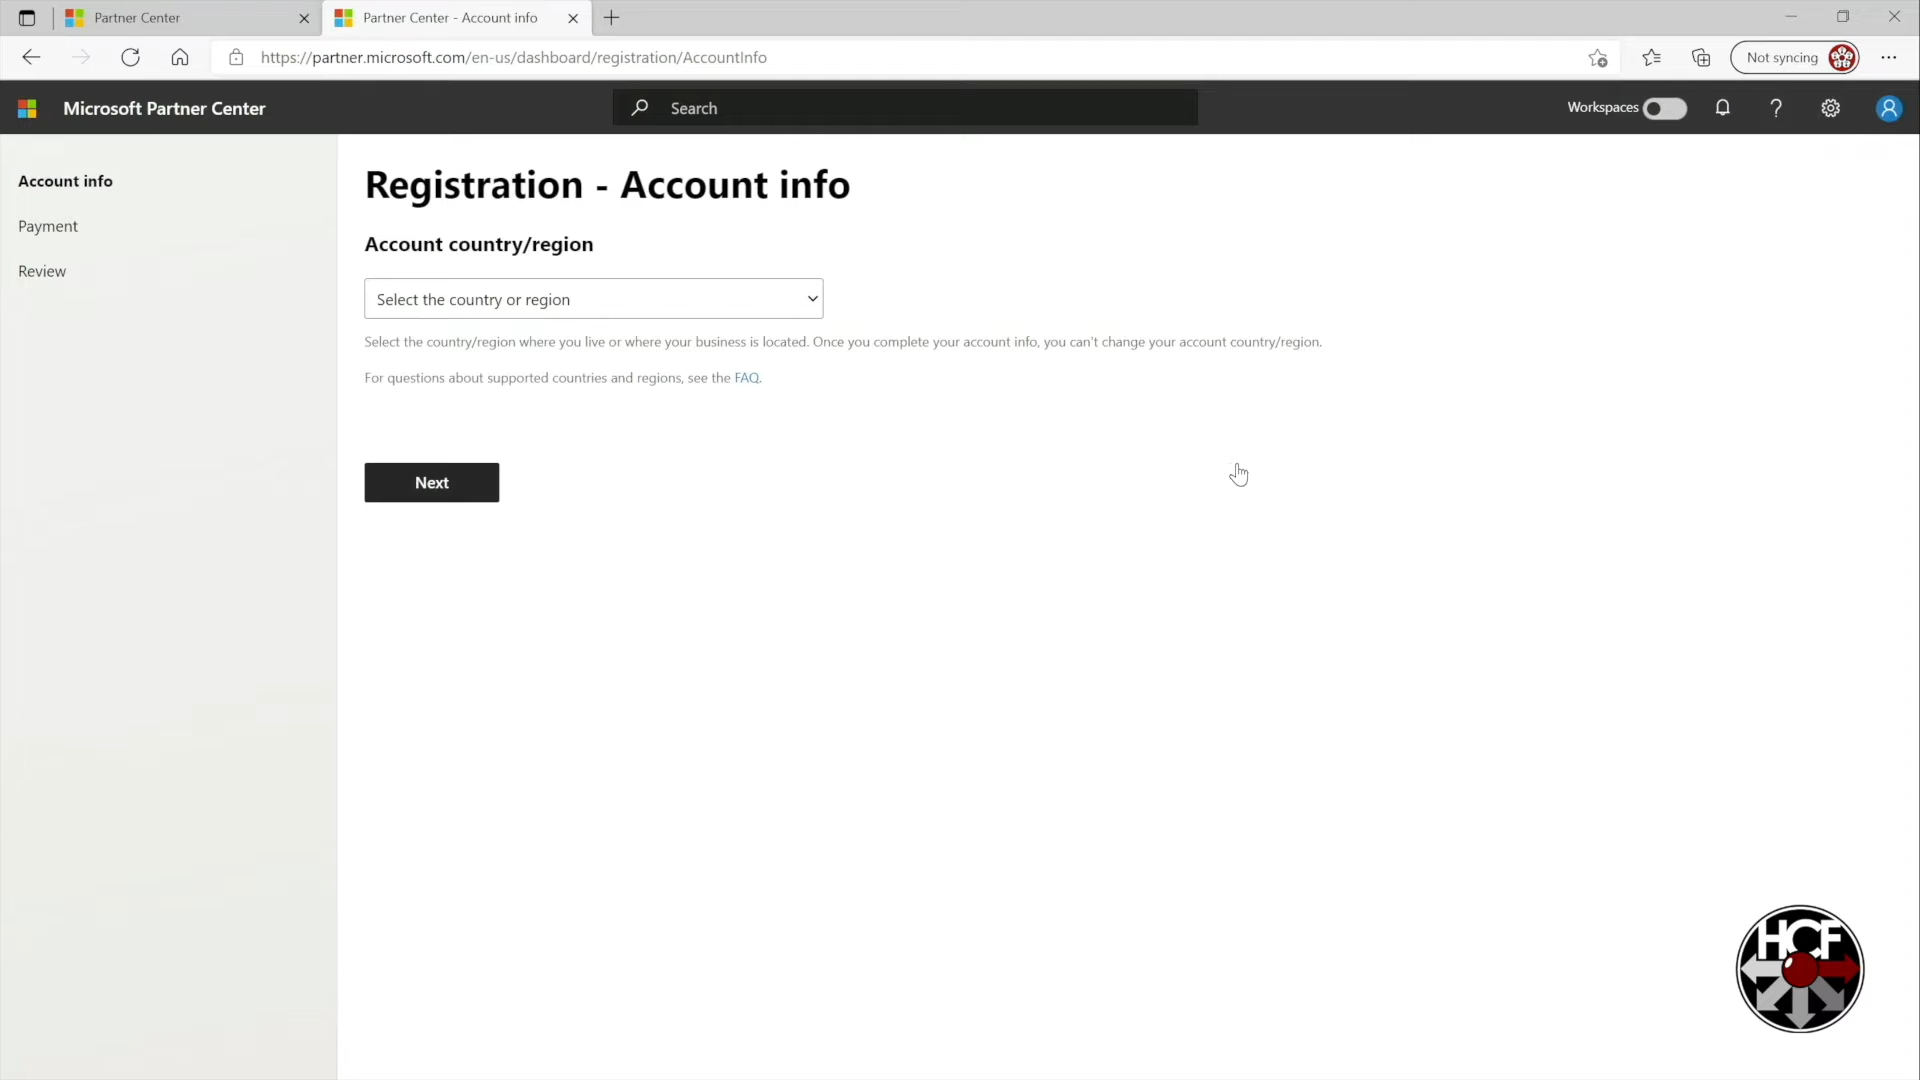 Partner Center
Partner Center - Account info
https://partner.microsoft.com/en-us/dashboard/registration/AccountInfo
Not syncing
Microsoft Partner Center
Search
Workspaces
Account info
Payment
Review
Registration - Account info
Account country/region
Select the country or region
Select the country/region where you live or where your business is located. Once you complete your account info, you can't change your account country/region.
For questions about supported countries and regions, see the FAQ.
Next
HCF